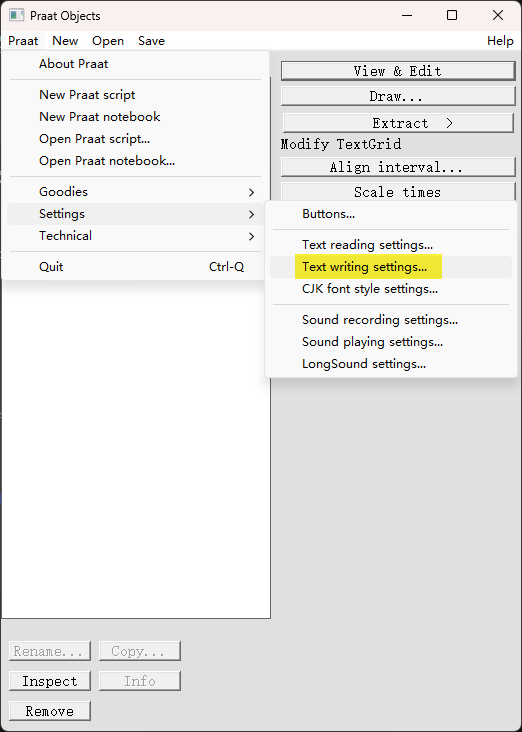 Praat Objects
Praat New Open Save Help
About Praat
New Praat script
New Praat notebook
Open Praat script...
Open Praat notebook...
Goodies
Settings
Technical
Quit Ctrl-Q
View & Edit
Draw...
Extract >
Modify TextGrid
Align interval...
Scale times
Buttons...
Text reading settings...
Text writing settings...
CJK font style settings...
Sound recording settings...
Sound playing settings...
LongSound settings...
Rename... Copy...
Inspect Info
Remove